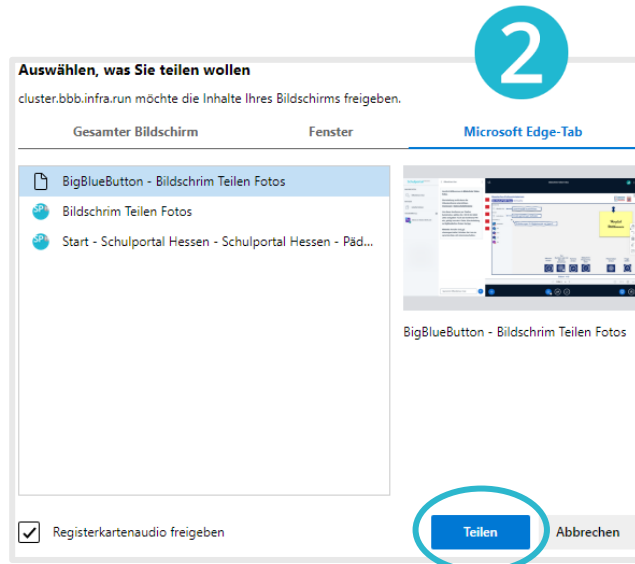 2
Auswählen, was Sie teilen wollen
cluster.bbb.infra.run möchte die Inhalte Ihres Bildschirms freigeben.
Gesamter Bildschirm Fenster Microsoft Edge-Tab
BigBlueButton - Bildschrim Teilen Fotos
SP Bildschrim Teilen Fotos
SP Start - Schulportal Hessen - Schulportal Hessen - Päd...
BigBlueButton - Bildschrim Teilen Fotos
Registerkartenaudio freigeben Teilen Abbrechen